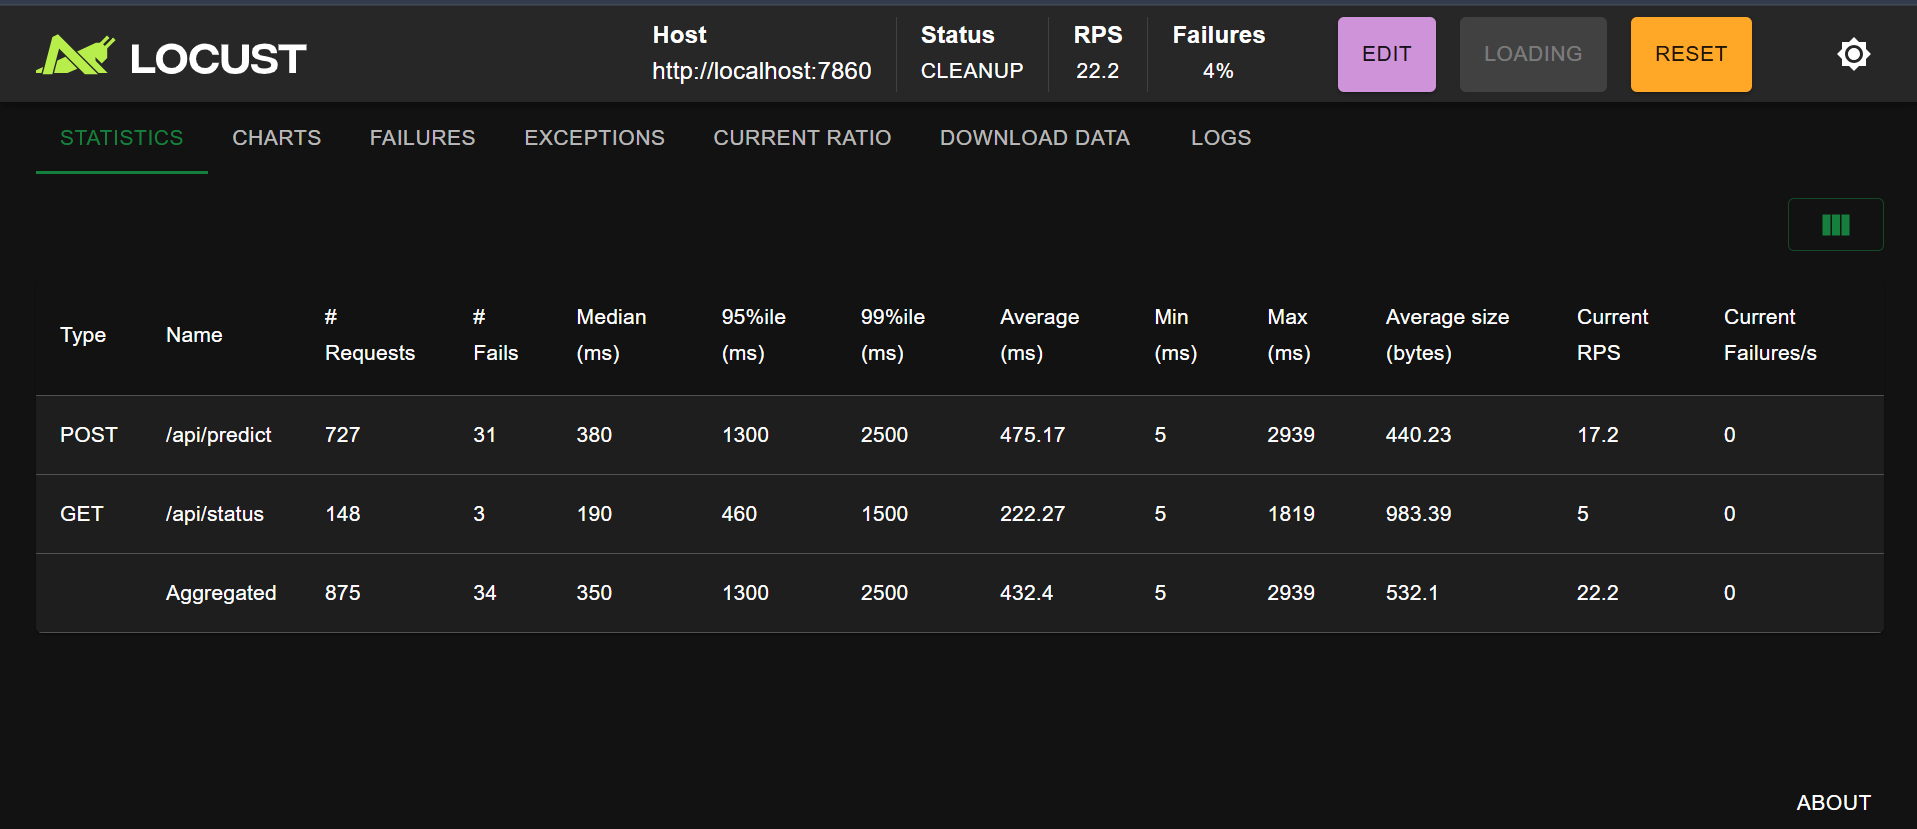 LOCUST
Host
http://localhost:7860
Status
CLEANUP
RPS
22.2
Failures
4%
EDIT
LOADING
RESET
STATISTICS CHARTS FAILURES EXCEPTIONS CURRENT RATIO DOWNLOAD DATA LOGS
Type Name # Requests # Fails Median (ms) 95%ile (ms) 99%ile (ms) Average (ms) Min (ms) Max (ms) Average size (bytes) Current RPS Current Failures/s
POST /api/predict 727 31 380 1300 2500 475.17 5 2939 440.23 17.2 0
GET /api/status 148 3 190 460 1500 222.27 5 1819 983.39 5 0
Aggregated 875 34 350 1300 2500 432.4 5 2939 532.1 22.2 0
ABOUT